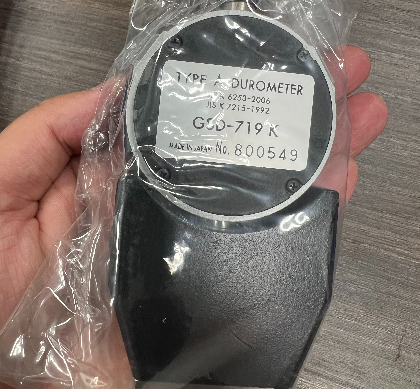 TYPE A DUROMETER
K 6253-2006
JIS K 7215-1992
GSD-719 K
MADE IN JAPAN No. 800549